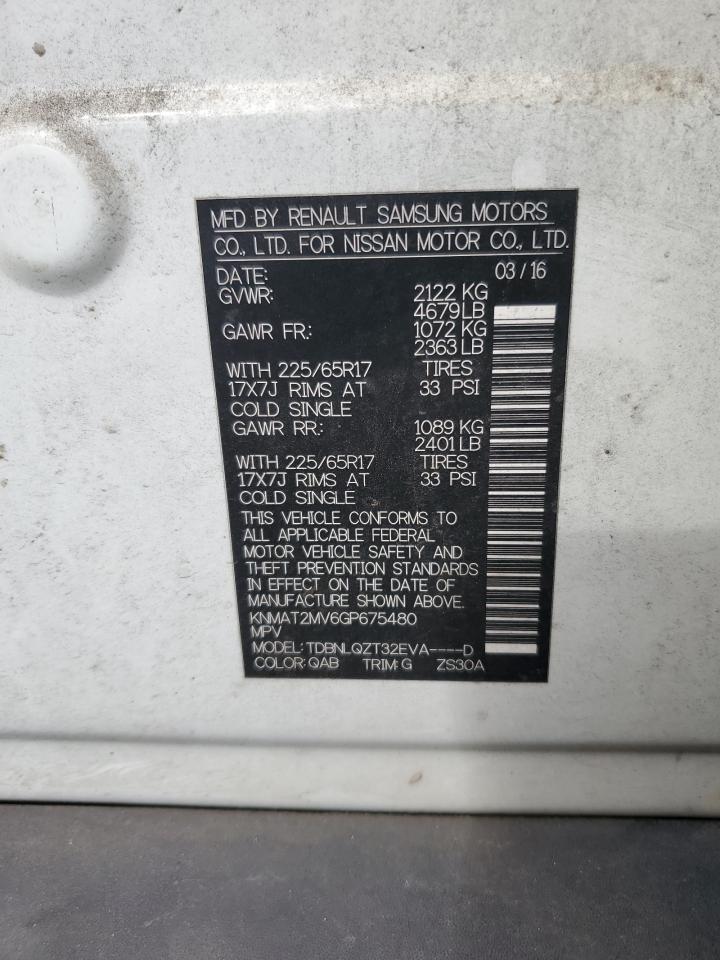 MFD BY RENAULT SAMSUNG MOTORS
CO., LTD. FOR NISSAN MOTOR CO., LTD.
DATE: 03 / 16
GVWR: 2122 KG
4679 LB
GAWR FR.: 1072 KG
2363 LB
WITH 225/65R17 TIRES
17X7J RIMS AT 33 PSI
COLD SINGLE
GAWR RR.: 1089 KG
2401 LB
WITH 225/65R17 TIRES
17X7J RIMS AT 33 PSI
COLD SINGLE
THIS VEHICLE CONFORMS TO
ALL APPLICABLE FEDERAL
MOTOR VEHICLE SAFETY AND
THEFT PREVENTION STANDARDS
IN EFFECT ON THE DATE OF
MANUFACTURE SHOWN ABOVE.
KNMAT2MV6GP675480
MPV
MODEL: TDBNLQZT32EVA----D
COLOR: QAB TRIM: G ZS30A